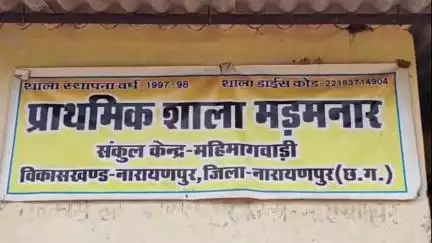 शाला स्थापना वर्ष-1997-98 शाला डाईस कोड-22183714904
प्राथमिक शाला मड़मनार
संकुल केन्द्र-महिमागवाड़ी
विकासखण्ड-नारायणपुर,जिला-नारायणपुर(छ.ग.)